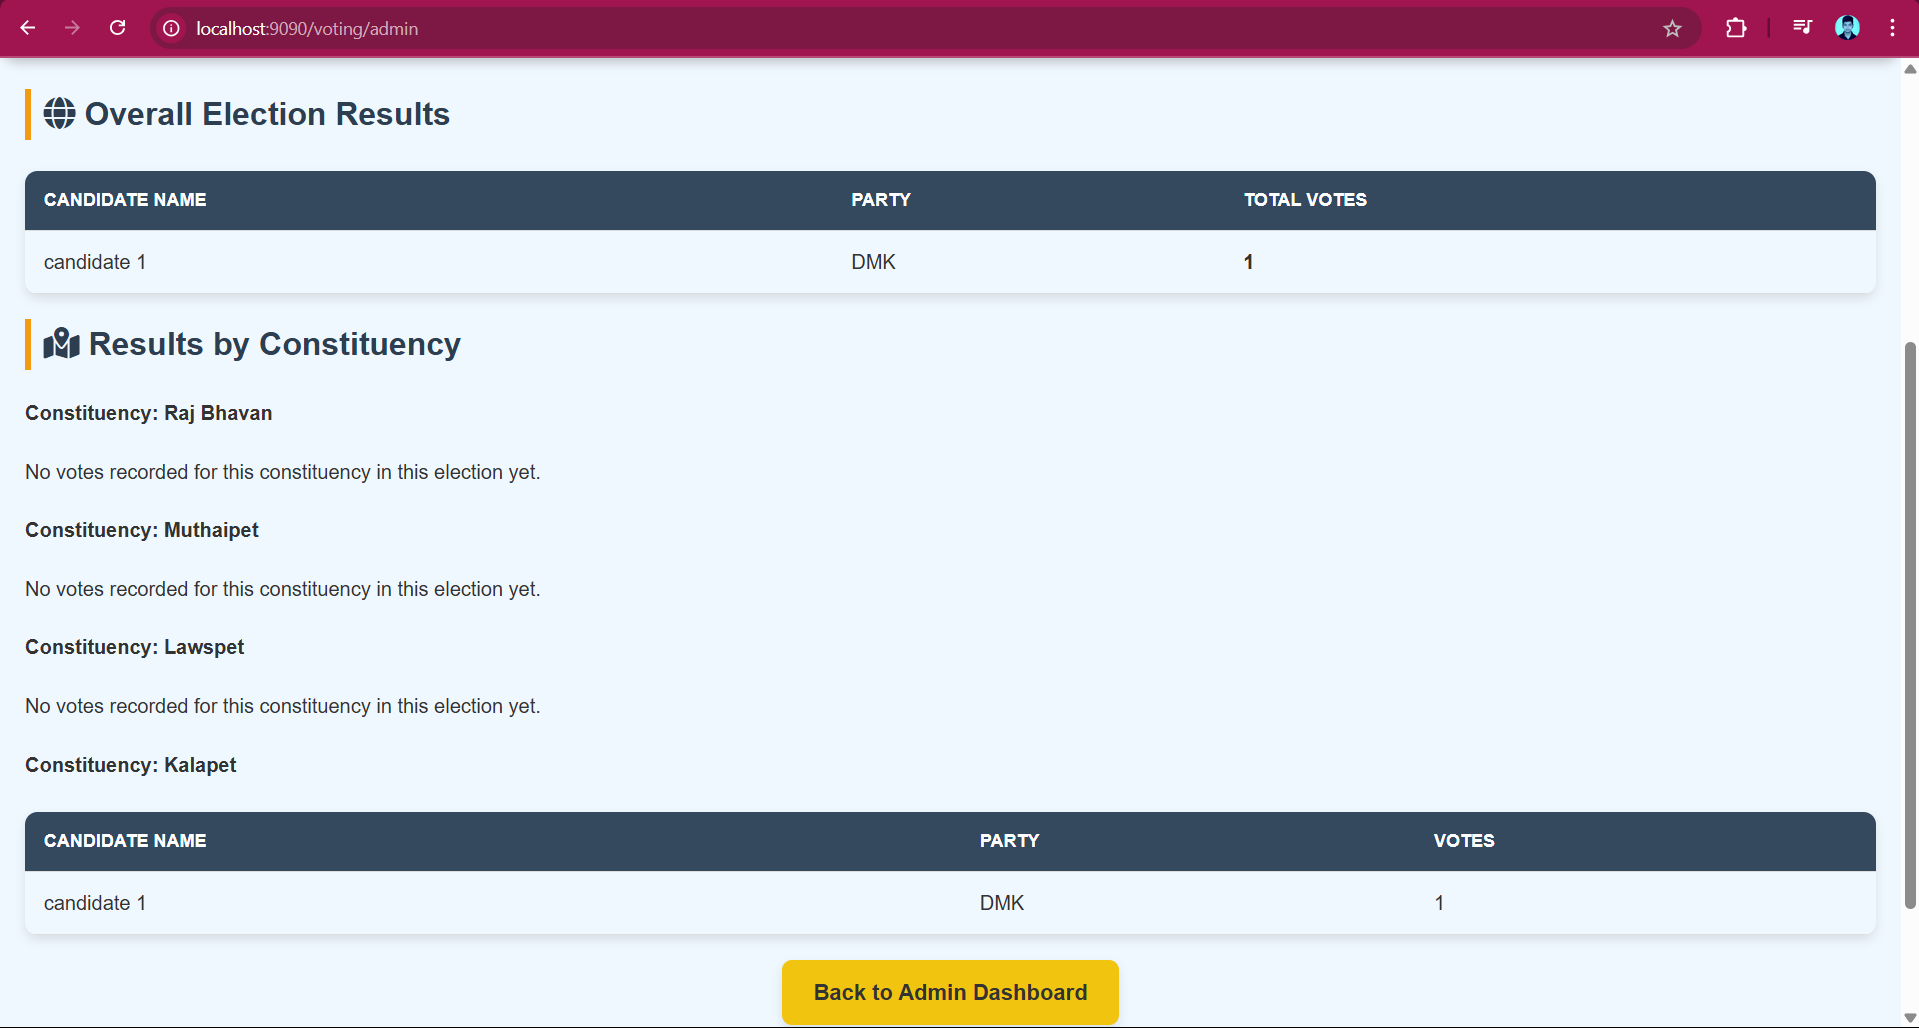 localhost:9090/voting/admin
Overall Election Results
CANDIDATE NAME PARTY TOTAL VOTES
candidate 1 DMK 1
Results by Constituency
Constituency: Raj Bhavan
No votes recorded for this constituency in this election yet.
Constituency: Muthaipet
No votes recorded for this constituency in this election yet.
Constituency: Lawspet
No votes recorded for this constituency in this election yet.
Constituency: Kalapet
CANDIDATE NAME PARTY VOTES
candidate 1 DMK 1
Back to Admin Dashboard